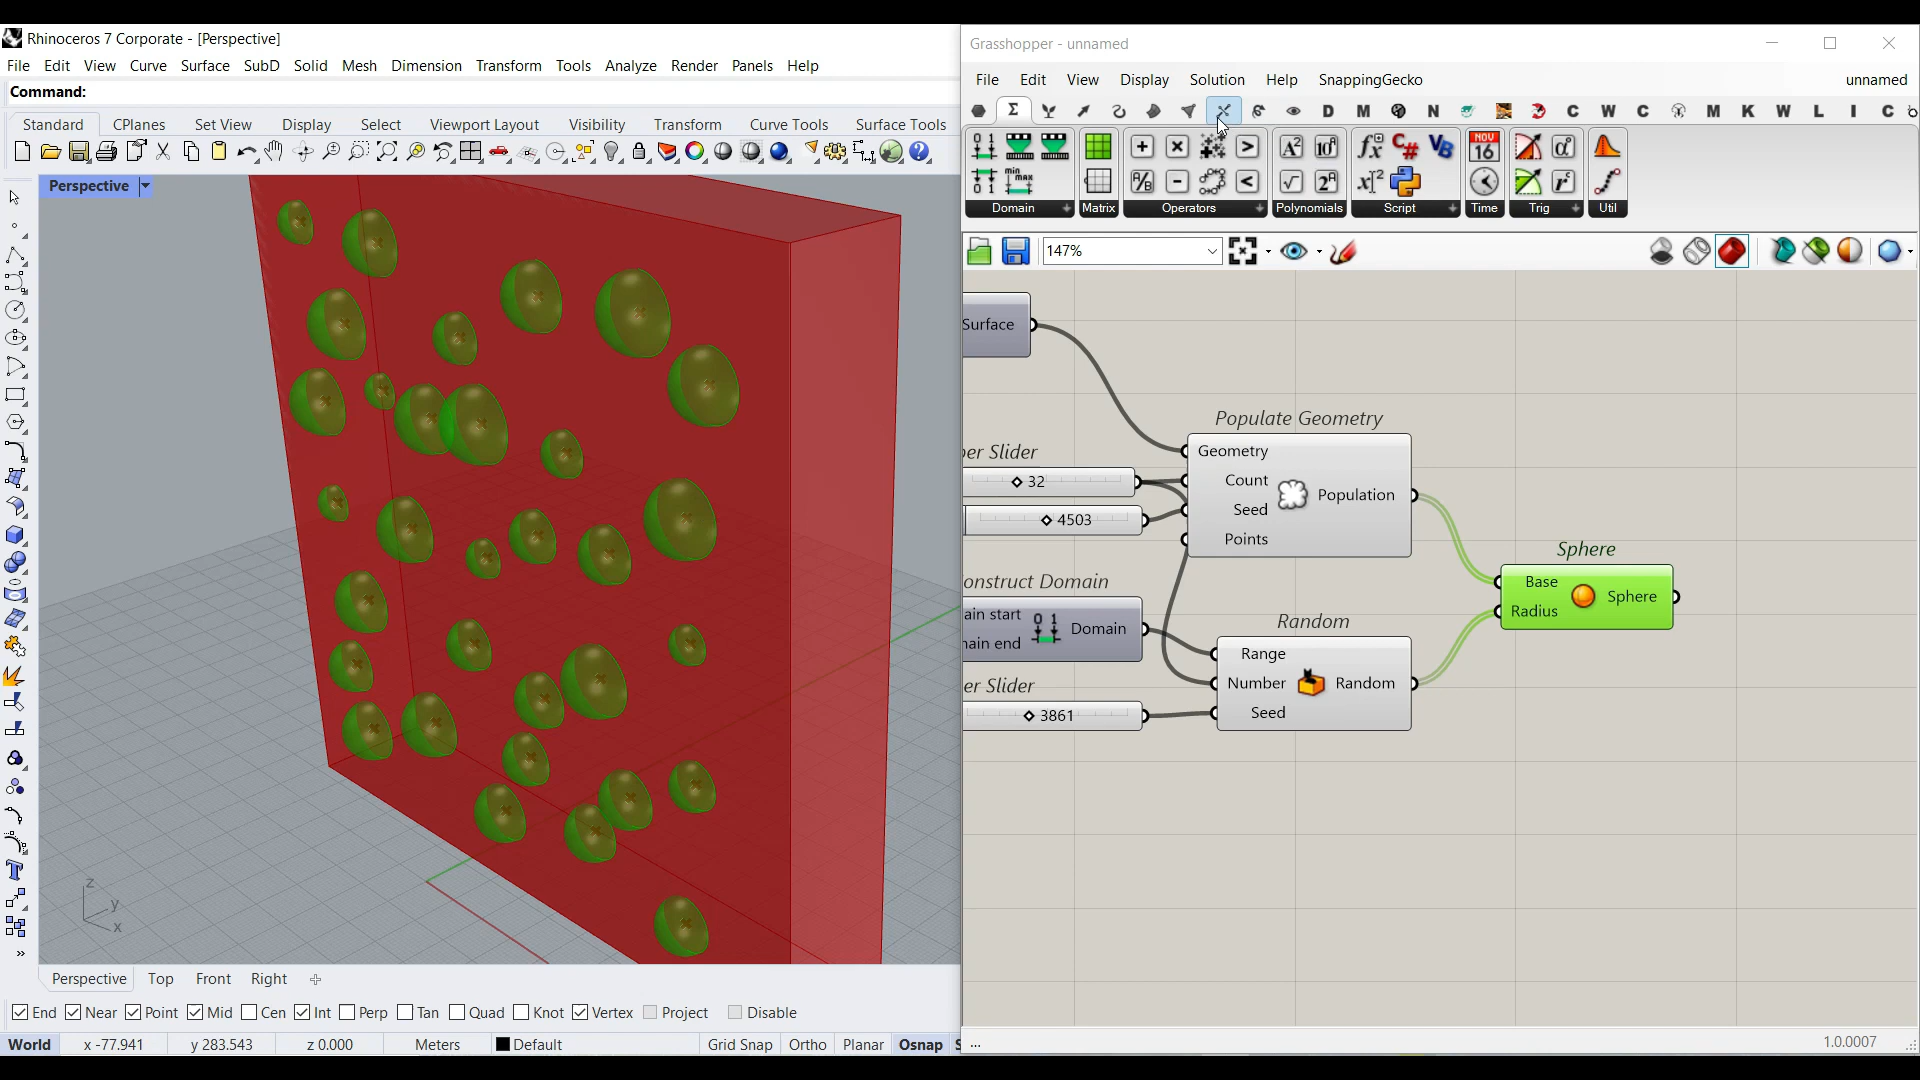 Rhinoceros 7 Corporate - [Perspective]
File Edit View Curve Surface SubD Solid Mesh Dimension Transform Tools Analyze Render Panels Help
Command:
Standard CPlanes Set View Display Select Viewport Layout Visibility Transform Curve Tools Surface Tools
Perspective
z
y
x
Perspective Top Front Right
End Near Point Mid Cen Int Perp Tan Quad Knot Vertex Project Disable
World x -77.941 y 283.543 z 0.000 Meters Default Grid Snap Ortho Planar Osnap S
Grasshopper - unnamed
File Edit View Display Solution Help SnappingGecko unnamed
Σ D M N C W C M K W L I C
Domain Matrix Operators Polynomials Script Time Trig Util
147%
Surface
Populate Geometry
Geometry
Count
Seed
Points
Population
er Slider
32
4503
onstruct Domain
ain start
ain end
Domain
er Slider
3861
Random
Range
Number
Seed
Random
Sphere
Base
Radius
Sphere
... 1.0.0007